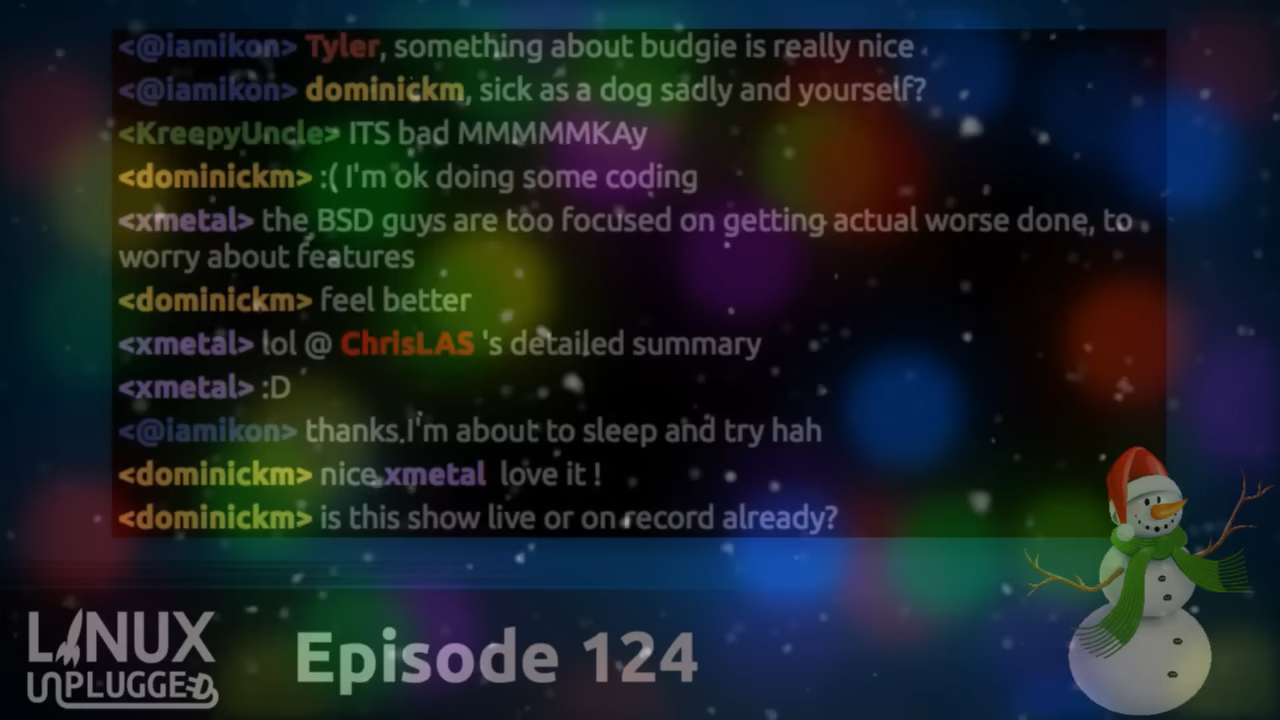 <@iamikon> Tyler, something about budgie is really nice
<@iamikon> dominickm, sick as a dog sadly and yourself?
<KreepyUncle> ITS bad MMMMMKAy
<dominickm> :( I'm ok doing some coding
<xmetal> the BSD guys are too focused on getting actual worse done, to
worry about features
<dominickm> feel better
<xmetal> lol @ ChrisLAS 's detailed summary
<xmetal> :D
<@iamikon> thanks I'm about to sleep and try hah
<dominickm> nice xmetal love it !
<dominickm> is this show live or on record already?
LINUX
UNPLUGGED
Episode 124